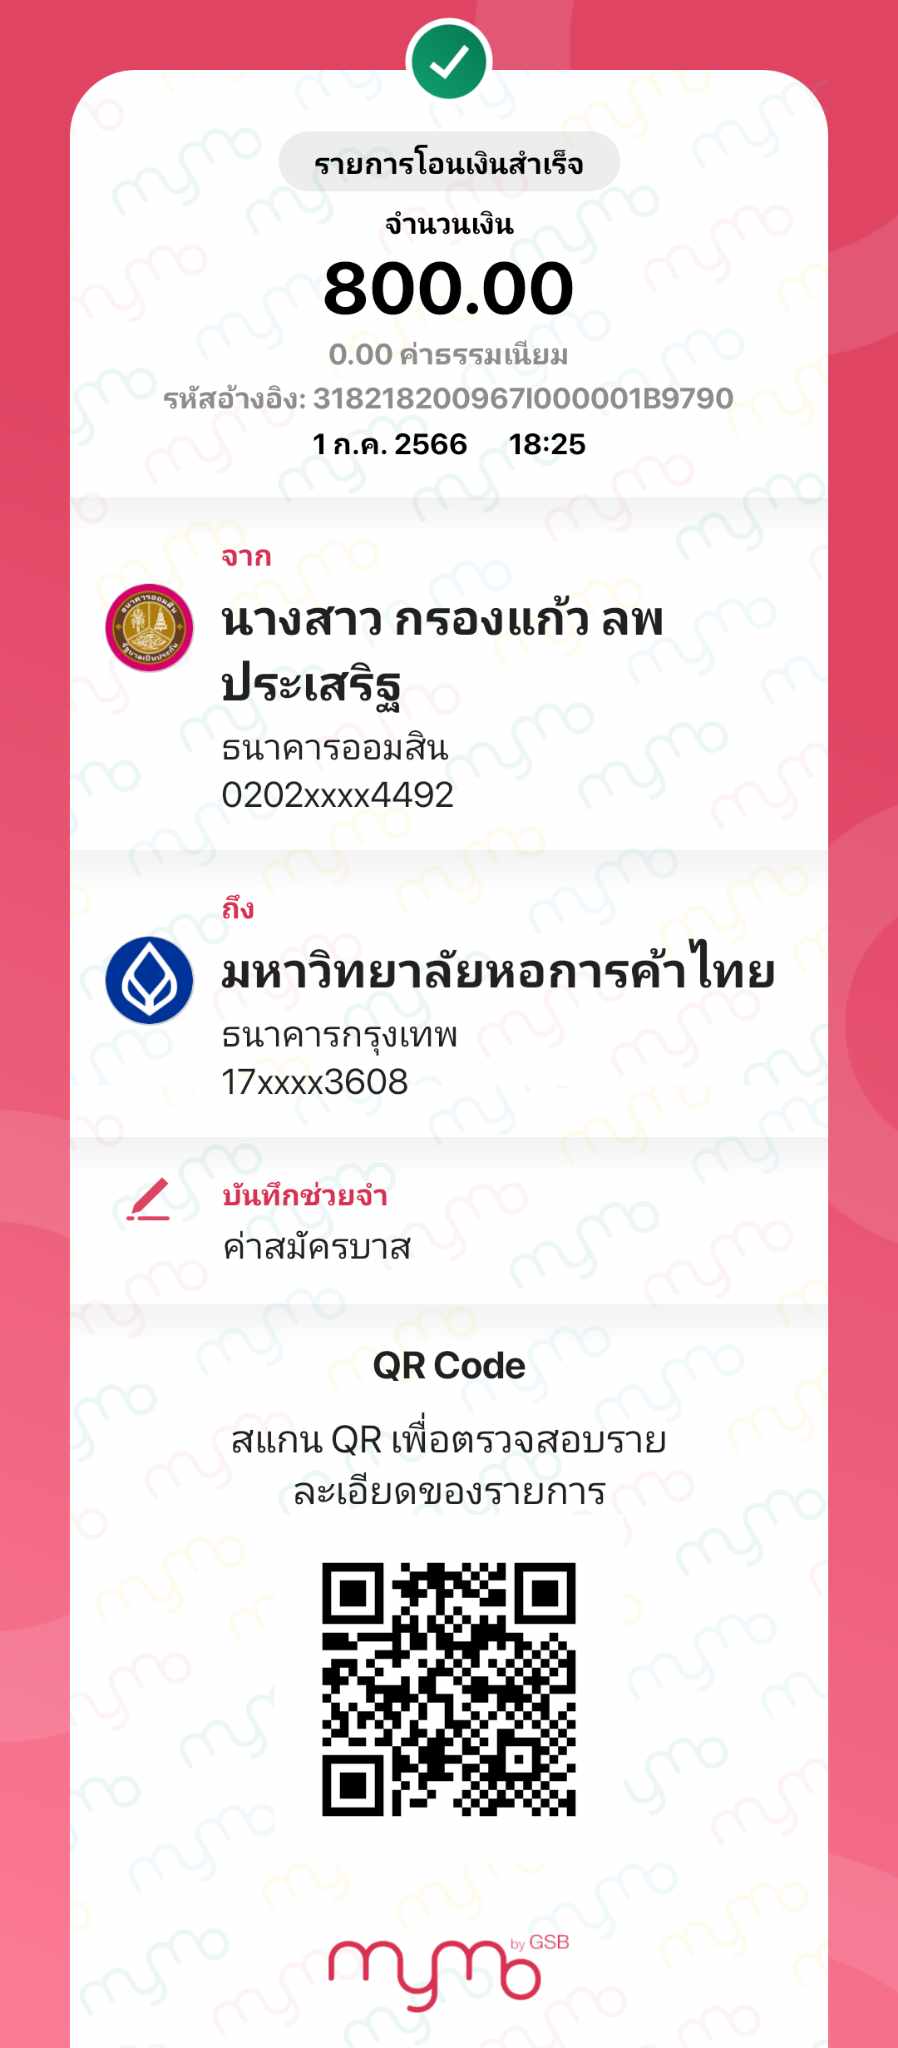 รายการโอนเงินสำเร็จ
จำนวนเงิน
800.00
0.00 ค่าธรรมเนียม
รหัสอ้างอิง: 318218200967I000001B9790
1 ก.ค. 2566 18:25
จาก
นางสาว กรองแก้ว ลพ
ประเสริฐ
ธนาคารออมสิน
0202xxxx4492
ถึง
มหาวิทยาลัยหอการค้าไทย
ธนาคารกรุงเทพ
17xxxx3608
บันทึกช่วยจำ
ค่าสมัครบาส
QR Code
สแกน QR เพื่อตรวจสอบราย
ละเอียดของรายการ
mymo by GSB